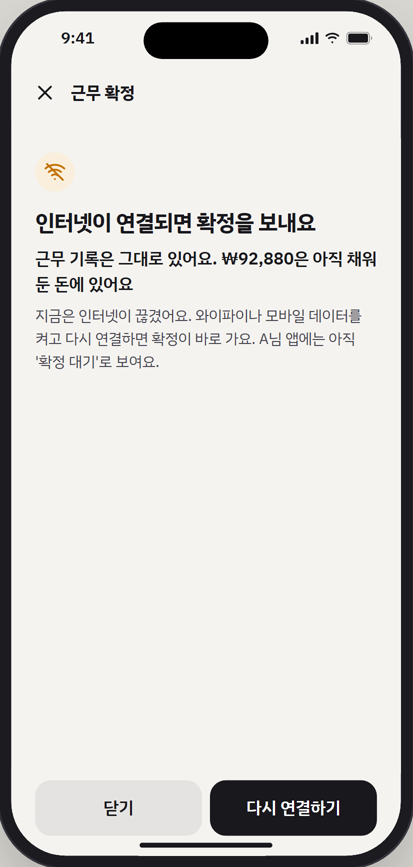 9:41
근무 확정
인터넷이 연결되면 확정을 보내요
근무 기록은 그대로 있어요. ₩92,880은 아직 채워
둔 돈에 있어요
지금은 인터넷이 끊겼어요. 와이파이나 모바일 데이터를
켜고 다시 연결하면 확정이 바로 가요. A님 앱에는 아직
'확정 대기'로 보여요.
닫기
다시 연결하기